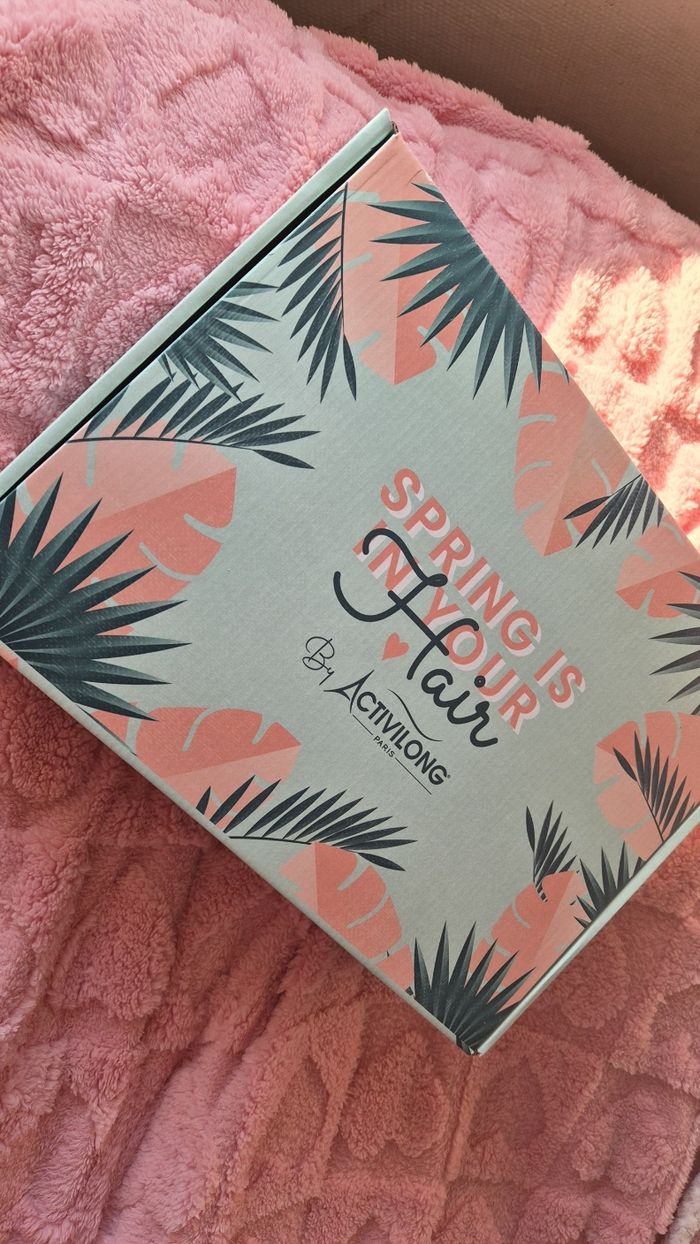 SPRING IS
IN YOUR
Hair
By ACTIVILONG®
PARIS